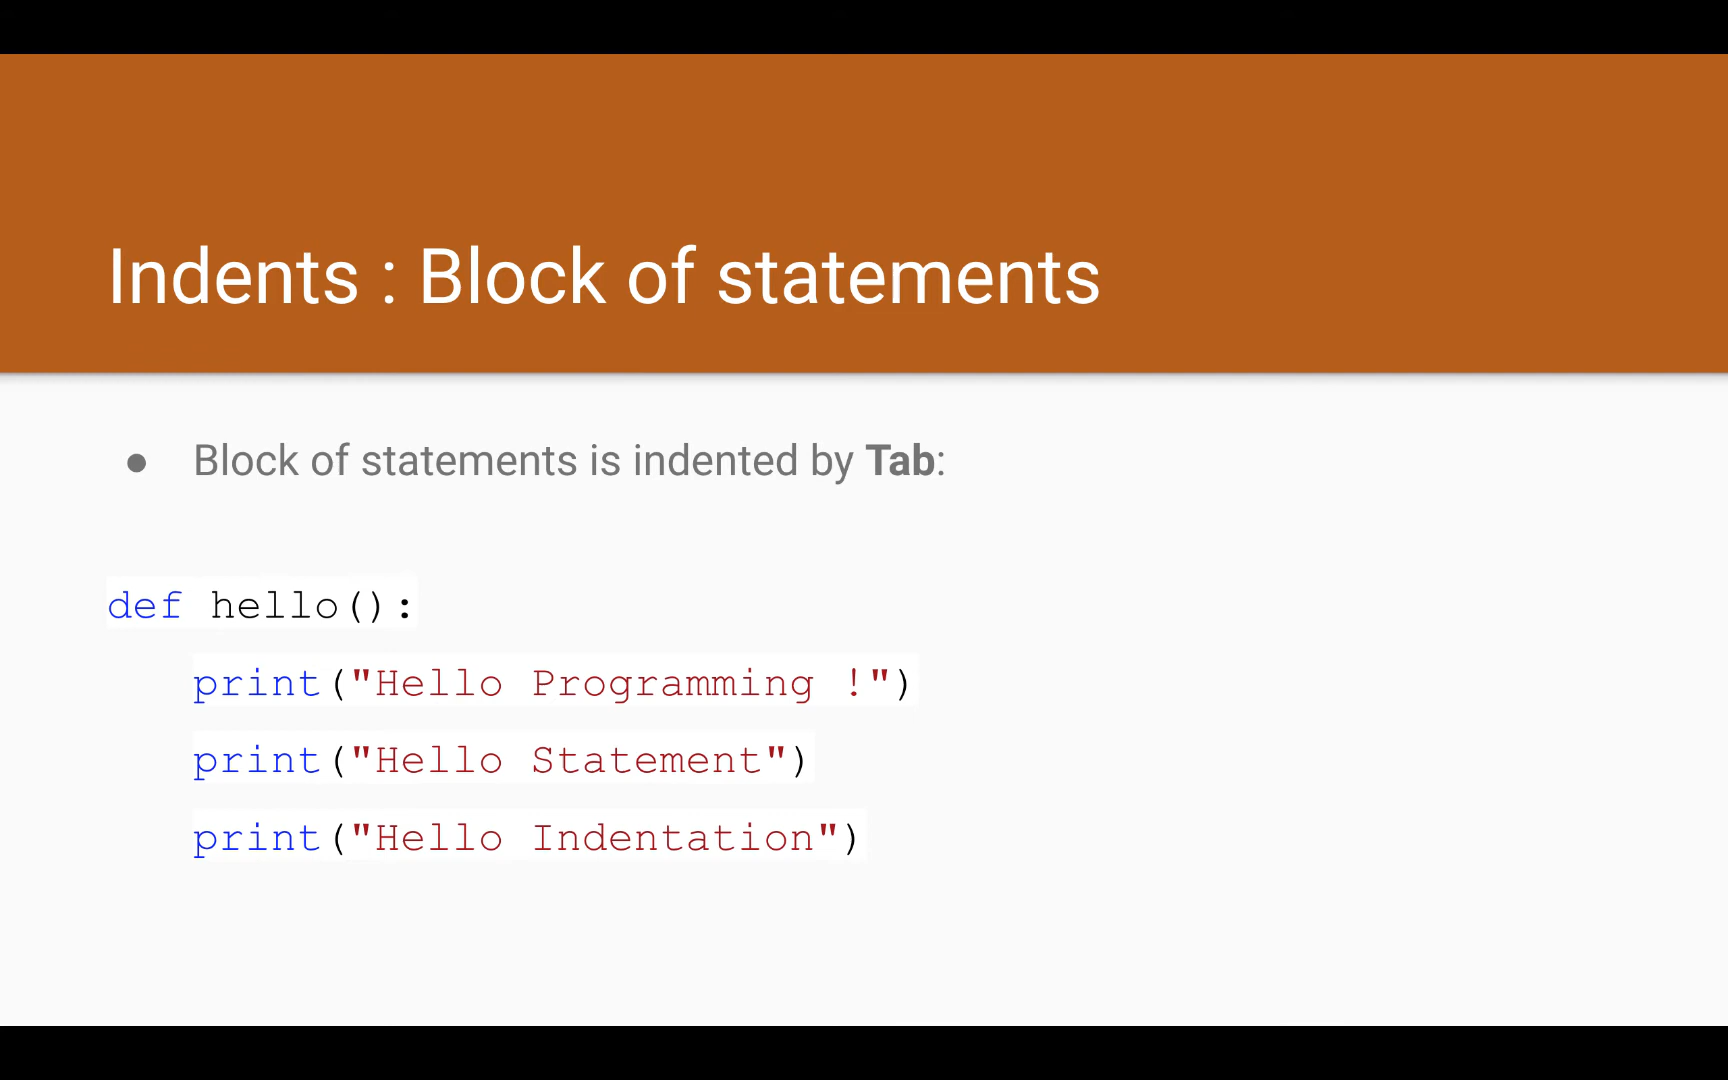 Indents : Block of statements
● Block of statements is indented by Tab:
def hello():
print("Hello Programming !")
print("Hello Statement")
print("Hello Indentation")